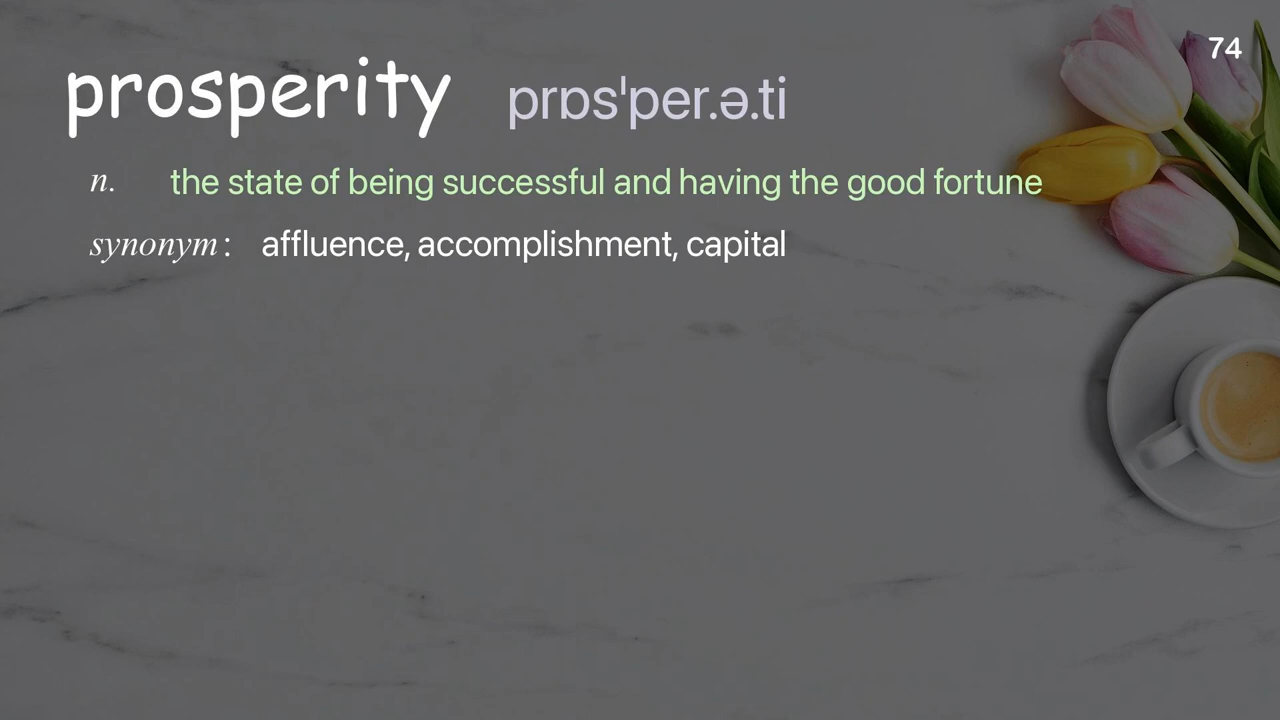 74
prosperity prɒsˈper.ə.ti
n. the state of being successful and having the good fortune
synonym: affluence, accomplishment, capital